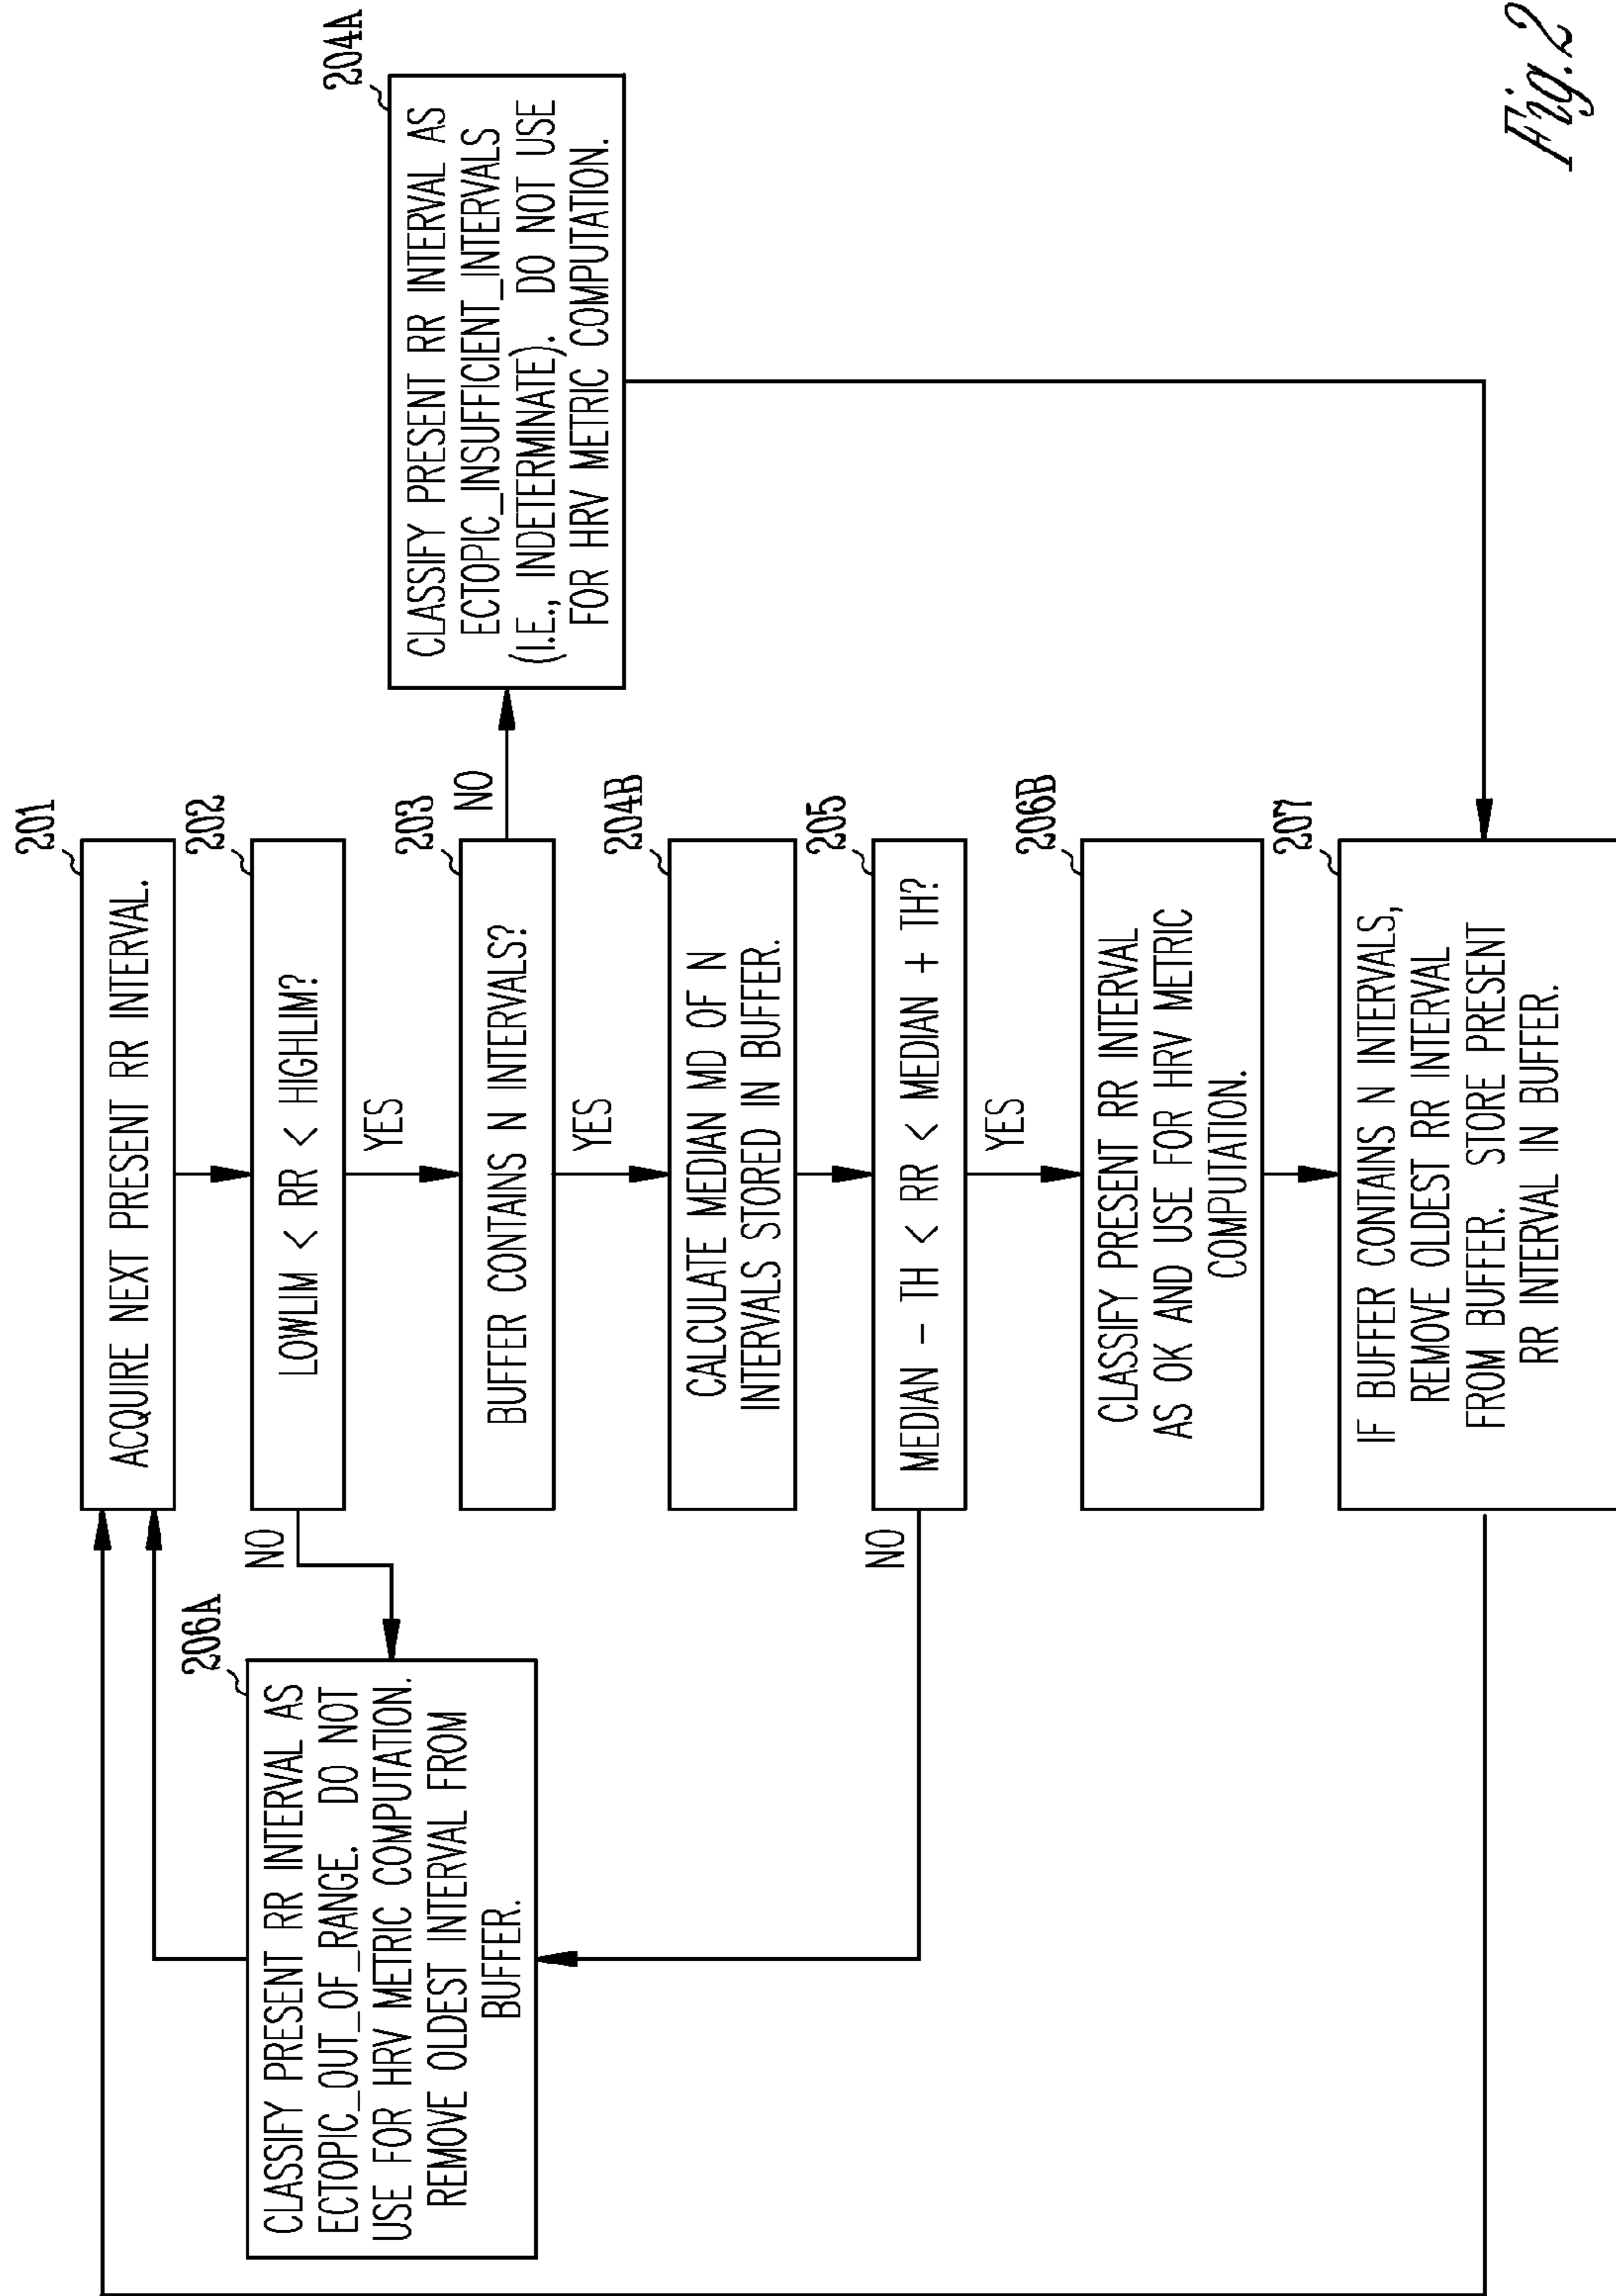 201
ACQUIRE NEXT PRESENT RR INTERVAL.
202
LOWLIM < RR < HIGHLIM?
NO
YES
206A
CLASSIFY PRESENT RR INTERVAL AS
ECTOPIC_OUT_OF_RANGE. DO NOT
USE FOR HRV METRIC COMPUTATION.
REMOVE OLDEST INTERVAL FROM
BUFFER.
203
BUFFER CONTAINS N INTERVALS?
NO
YES
204A
CLASSIFY PRESENT RR INTERVAL AS
ECTOPIC_INSUFFICIENT_INTERVALS
(I.E., INDETERMINATE). DO NOT USE
FOR HRV METRIC COMPUTATION.
204B
CALCULATE MEDIAN MD OF N
INTERVALS STORED IN BUFFER.
205
MEDIAN - TH < RR < MEDIAN + TH?
NO
YES
206B
CLASSIFY PRESENT RR INTERVAL
AS OK AND USE FOR HRV METRIC
COMPUTATION.
207
IF BUFFER CONTAINS N INTERVALS,
REMOVE OLDEST RR INTERVAL
FROM BUFFER. STORE PRESENT
RR INTERVAL IN BUFFER.
Fig.2